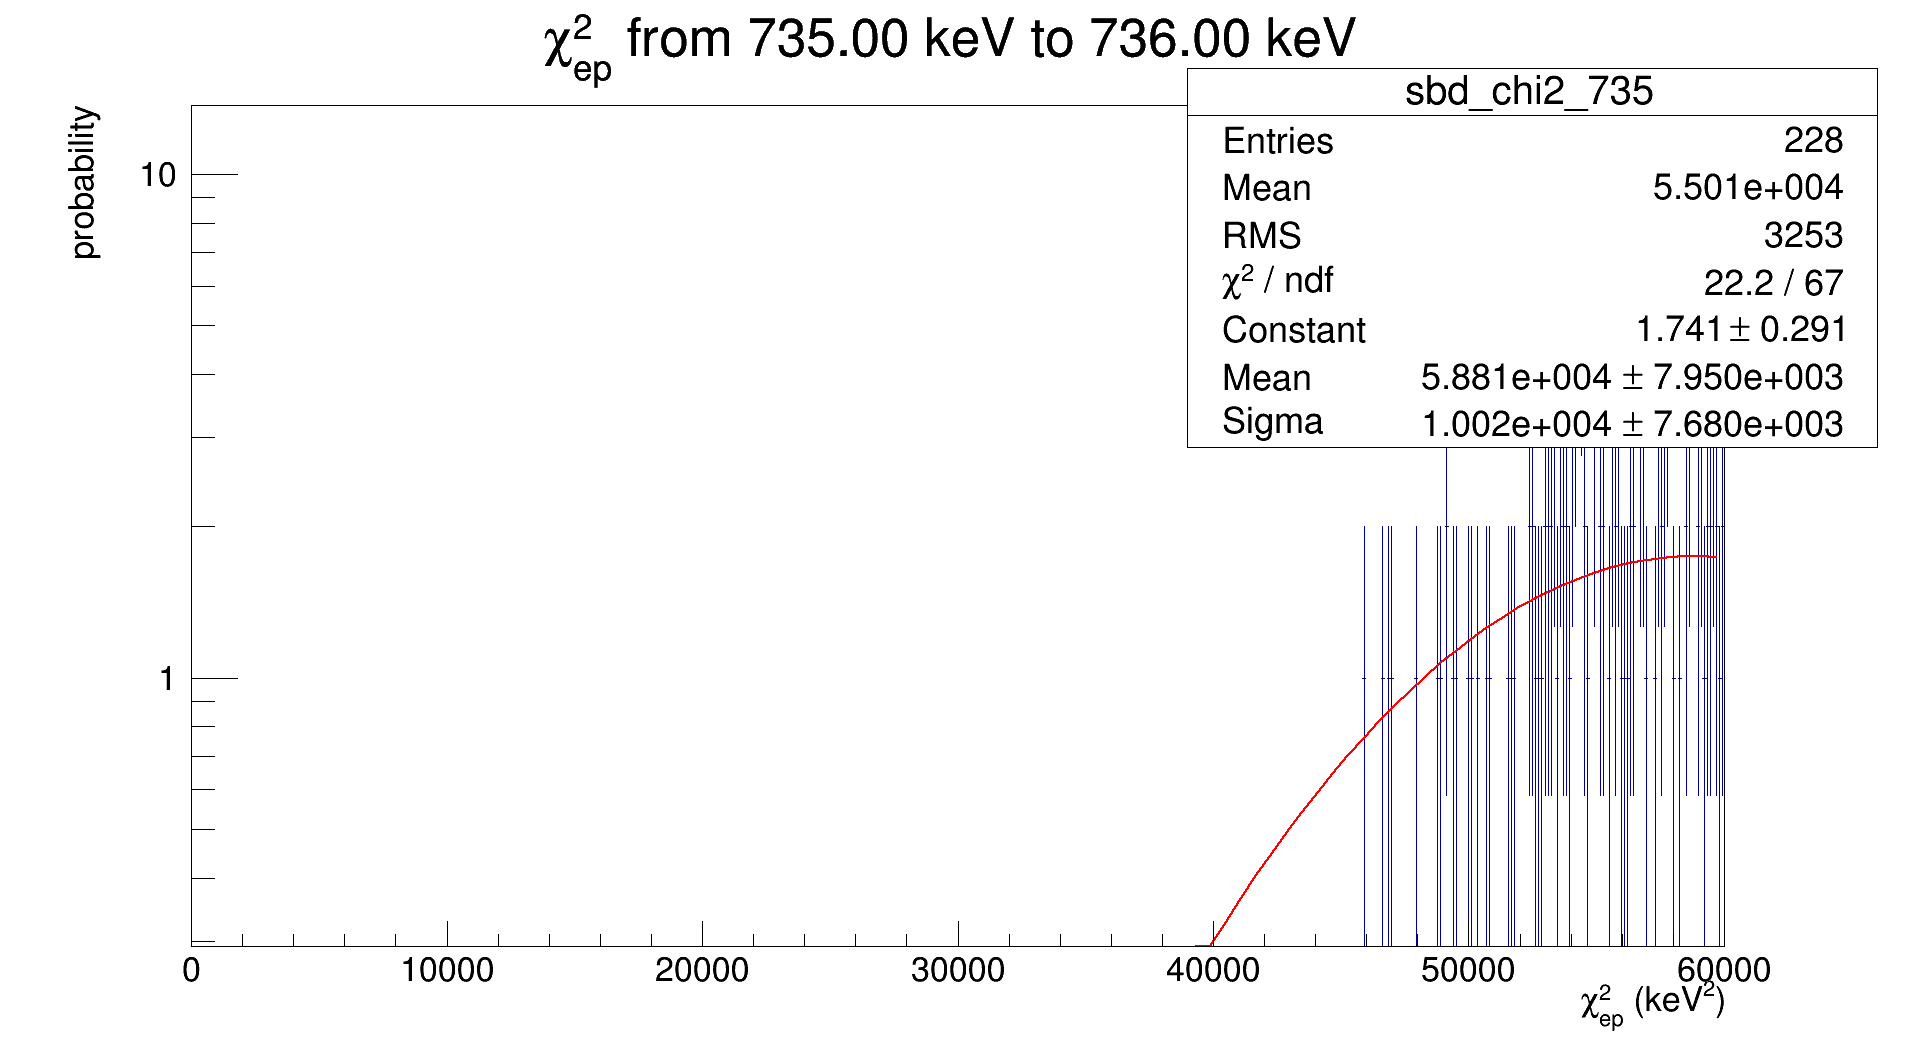 χ²ep from 735.00 keV to 736.00 keV
sbd_chi2_735
Entries 228
Mean 5.501e+004
RMS 3253
χ² / ndf 22.2 / 67
Constant 1.741 ± 0.291
Mean 5.881e+004 ± 7.950e+003
Sigma 1.002e+004 ± 7.680e+003
probability
10
1
0 10000 20000 30000 40000 50000 60000
χ²ep (keV²)